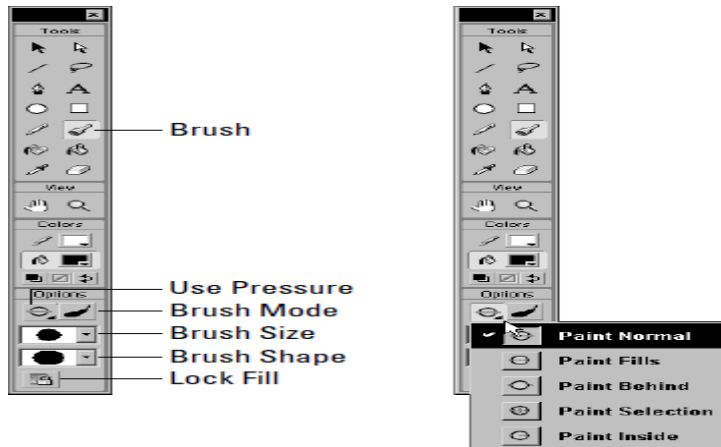 Tools
Brush
View
Colors
Options
Use Pressure
Brush Mode
Brush Size
Brush Shape
Lock Fill
Tools
View
Colors
Options
Paint Normal
Paint Fills
Paint Behind
Paint Selection
Paint Inside